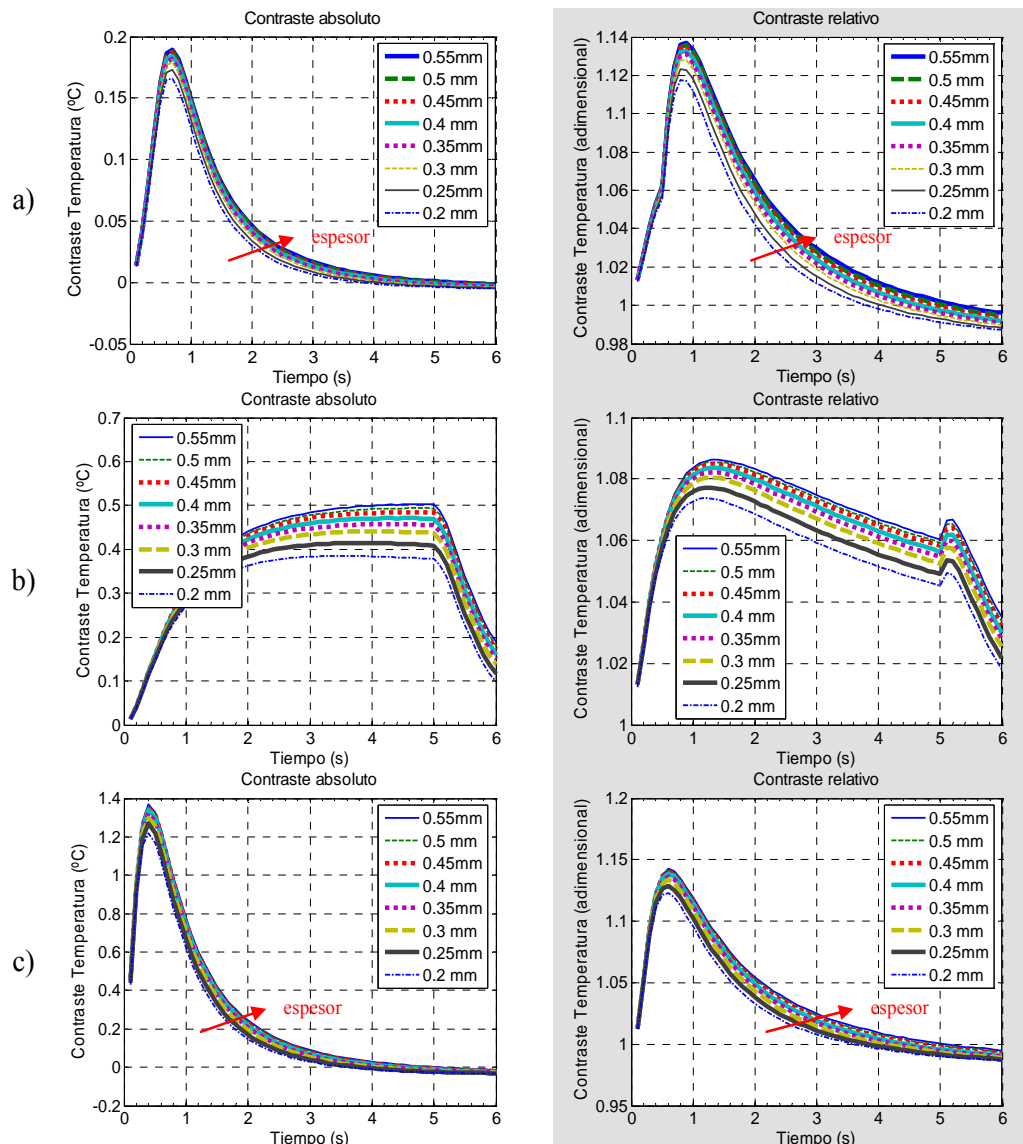 a)
Contraste absoluto
Contraste Temperatura (ºC)
0.2
0.15
0.1
0.05
0
-0.05
0 1 2 3 4 5 6
Tiempo (s)
0.55mm
0.5 mm
0.45mm
0.4 mm
0.35mm
0.3 mm
0.25mm
0.2 mm
espesor
Contraste relativo
Contraste Temperatura (adimensional)
1.14
1.12
1.1
1.08
1.06
1.04
1.02
1
0.98
0 1 2 3 4 5 6
Tiempo (s)
0.55mm
0.5 mm
0.45mm
0.4 mm
0.35mm
0.3 mm
0.25mm
0.2 mm
espesor
b)
Contraste absoluto
Contraste Temperatura (ºC)
0.7
0.6
0.5
0.4
0.3
0.2
0.1
0
0 1 2 3 4 5 6
Tiempo (s)
0.55mm
0.5 mm
0.45mm
0.4 mm
0.35mm
0.3 mm
0.25mm
0.2 mm
Contraste relativo
Contraste Temperatura (adimensional)
1.1
1.08
1.06
1.04
1.02
1
0 1 2 3 4 5 6
Tiempo (s)
0.55mm
0.5 mm
0.45mm
0.4 mm
0.35mm
0.3 mm
0.25mm
0.2 mm
c)
Contraste absoluto
Contraste Temperatura (ºC)
1.4
1.2
1
0.8
0.6
0.4
0.2
0
-0.2
0 1 2 3 4 5 6
Tiempo (s)
0.55mm
0.5 mm
0.45mm
0.4 mm
0.35mm
0.3 mm
0.25mm
0.2 mm
espesor
Contraste relativo
Contraste Temperatura (adimensional)
1.2
1.15
1.1
1.05
1
0.95
0 1 2 3 4 5 6
Tiempo (s)
0.55mm
0.5 mm
0.45mm
0.4 mm
0.35mm
0.3 mm
0.25mm
0.2 mm
espesor